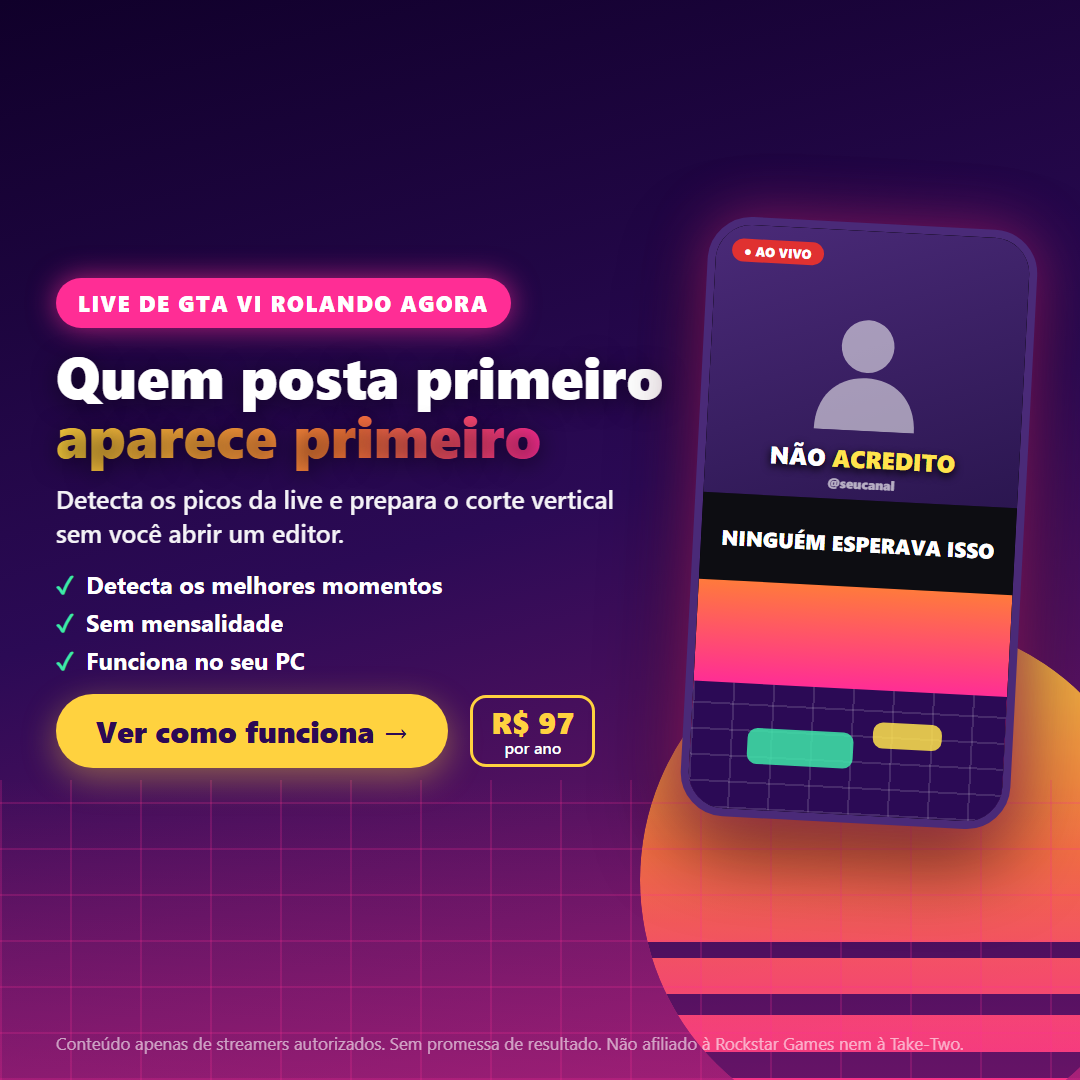 LIVE DE GTA VI ROLANDO AGORA
Quem posta primeiro
aparece primeiro
Detecta os picos da live e prepara o corte vertical
sem você abrir um editor.
✓ Detecta os melhores momentos
✓ Sem mensalidade
✓ Funciona no seu PC
Ver como funciona →
R$ 97
por ano
• AO VIVO
NÃO ACREDITO
@seucanal
NINGUÉM ESPERAVA ISSO
Conteúdo apenas de streamers autorizados. Sem promessa de resultado. Não afiliado à Rockstar Games nem à Take-Two.